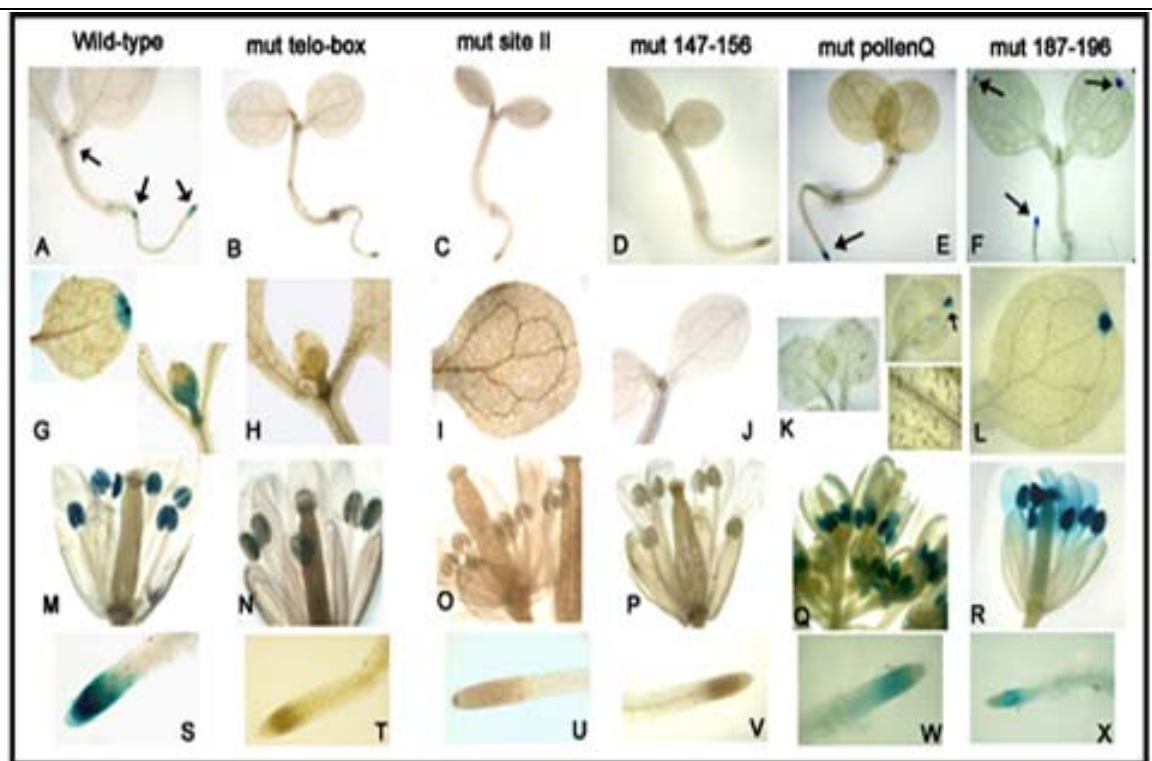 Wild-type mut telo-box mut site II mut 147-156 mut pollenQ mut 187-196
A B C D E F
G H I J K L
M N O P Q R
S T U V W X